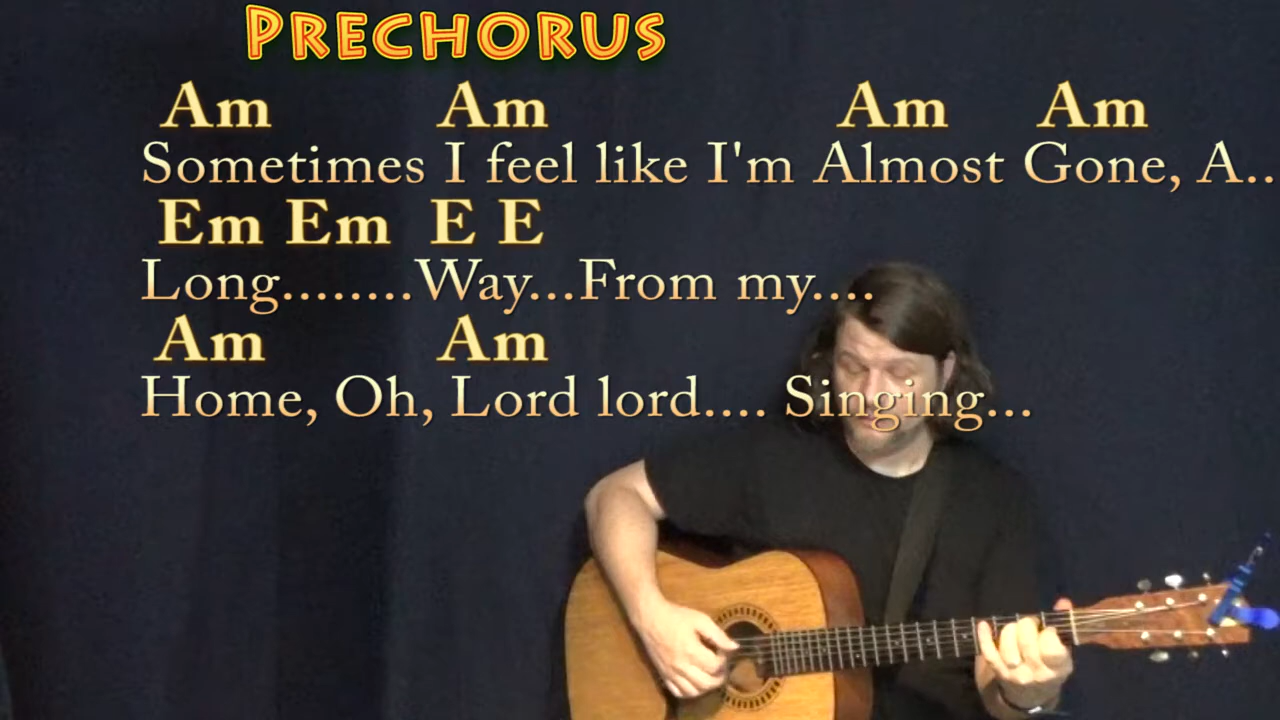 PRECHORUS
Am Am Am Am
Sometimes I feel like I'm Almost Gone, A..
Em Em E E
Long........Way...From my....
Am Am
Home, Oh, Lord lord.... Singing...